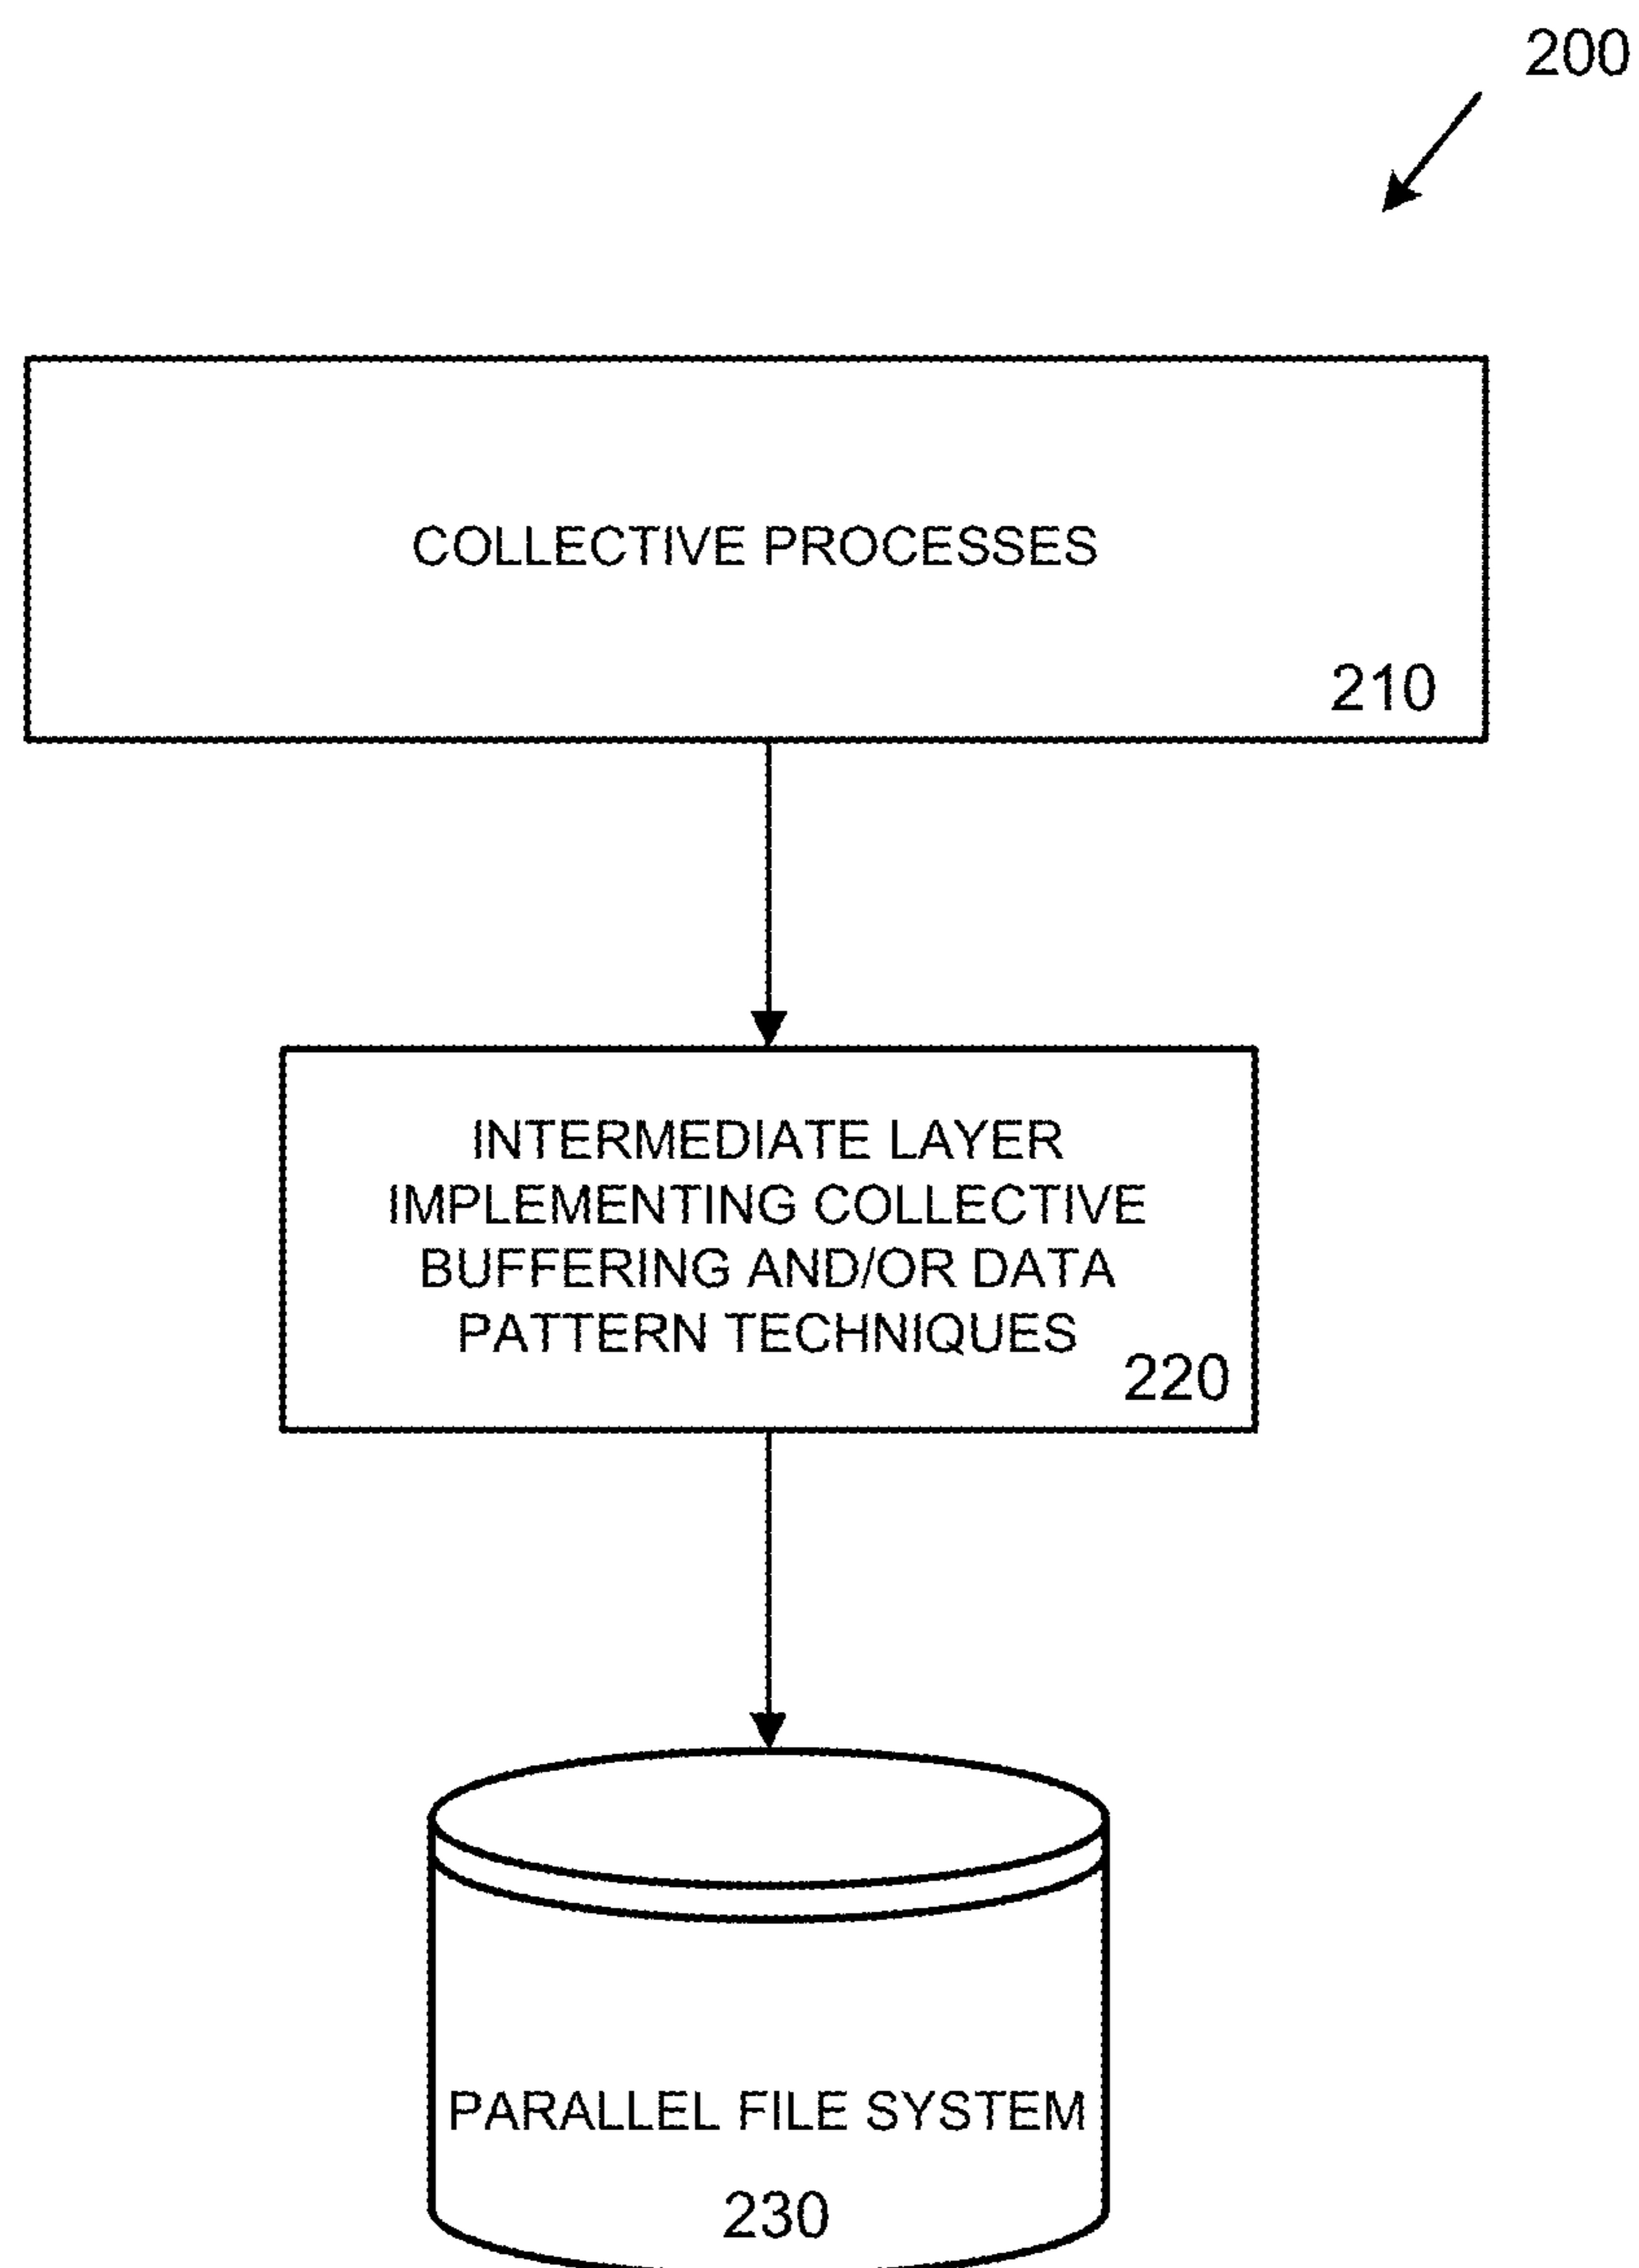 200
COLLECTIVE PROCESSES
210
INTERMEDIATE LAYER
IMPLEMENTING COLLECTIVE
BUFFERING AND/OR DATA
PATTERN TECHNIQUES
220
PARALLEL FILE SYSTEM
230